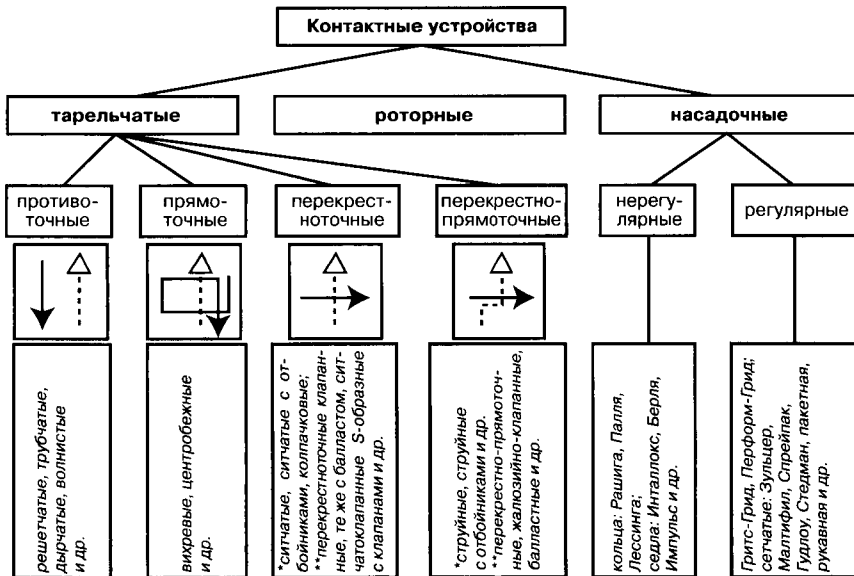 Контактные устройства
тарельчатые
роторные
насадочные
противо-
точные
прямо-
точные
перекрест-
ноточные
перекрестно-
прямоточные
нерегу-
лярные
регулярные
решетчатые, трубчатые,
дырчатые, волнистые
и др.
вихревые, центробежные
и др.
*ситчатые, ситчатые с от-
бойниками, колпачковые;
**перекрестноточные клапан-
ные, те же с балластом, сит-
чатоклапанные S-образные
с клапанами и др.
*струйные, струйные
с отбойниками и др.
**перекрестно-прямоточ-
ные, жалюзийно-клапанные,
балластные и др.
кольца: Рашига, Палля,
Лессинга;
седла: Инталлокс, Берля,
Импульс и др.
Гритс-Грид, Перформ-Грид;
сетчатые: Зульцер,
Малтифил, Спрейпак,
Гудлоу, Стедман, пакетная,
рукавная и др.